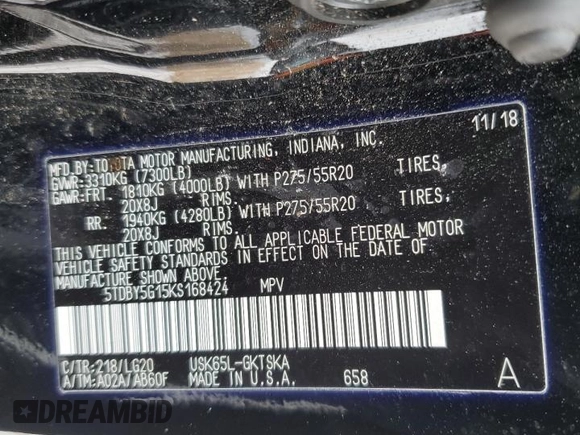 11/18
MFD.BY:TOYOTA MOTOR MANUFACTURING, INDIANA, INC.
GVWR:3310KG (7300LB)
GAWR:FRT. 1810KG (4000LB) WITH P275/55R20 TIRES,
20X8J RIMS.
RR. 1940KG (4280LB) WITH P275/55R20 TIRES,
20X8J RIMS.
THIS VEHICLE CONFORMS TO ALL APPLICABLE FEDERAL MOTOR
VEHICLE SAFETY STANDARDS IN EFFECT ON THE DATE OF
MANUFACTURE SHOWN ABOVE.
5TDBY5G15KS168424 MPV
C/TR:218/LG20 USK65L-GKTSKA
A/TM:A02A/AB60F MADE IN U.S.A. 658 A
DREAMBID